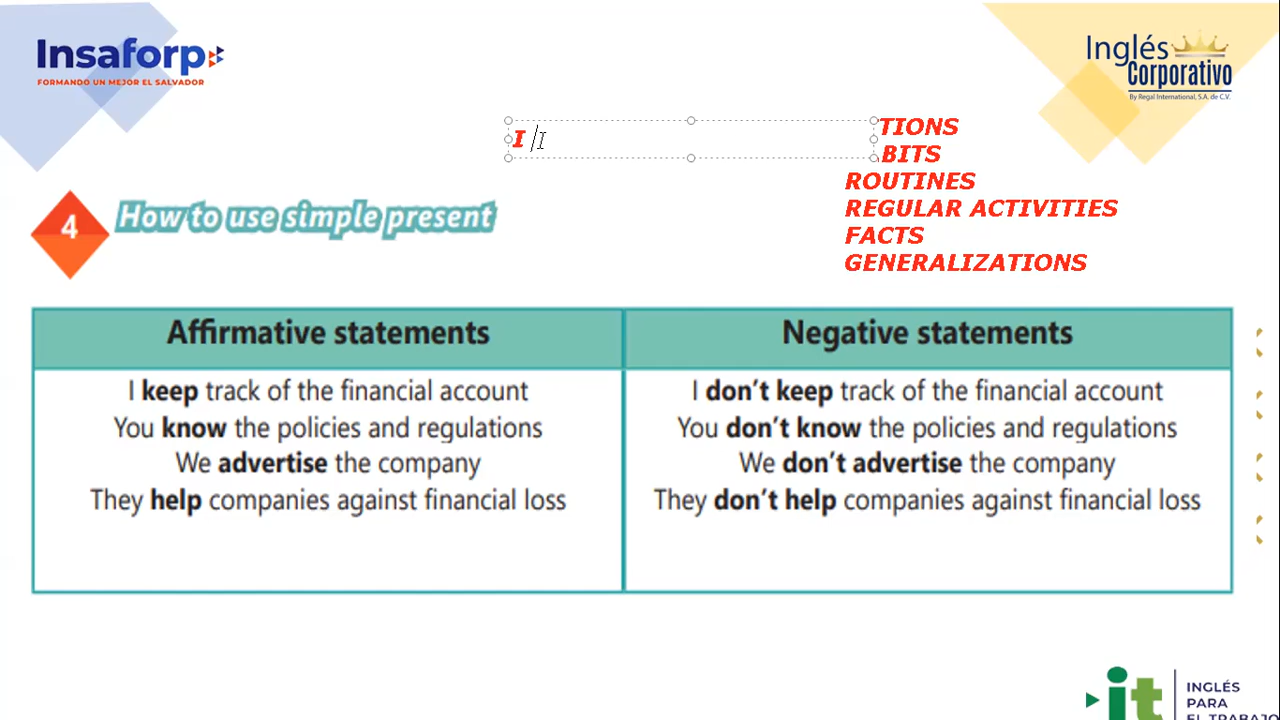 Insaforp
FORMANDO UN MEJOR EL SALVADOR
Inglés
Corporativo
By Regal International, S.A. de C.V.
I
TIONS
BITS
ROUTINES
REGULAR ACTIVITIES
FACTS
GENERALIZATIONS
4
How to use simple present
Affirmative statements
I keep track of the financial account
You know the policies and regulations
We advertise the company
They help companies against financial loss
Negative statements
I don't keep track of the financial account
You don't know the policies and regulations
We don't advertise the company
They don't help companies against financial loss
it
INGLÉS
PARA
EL TRABAJO